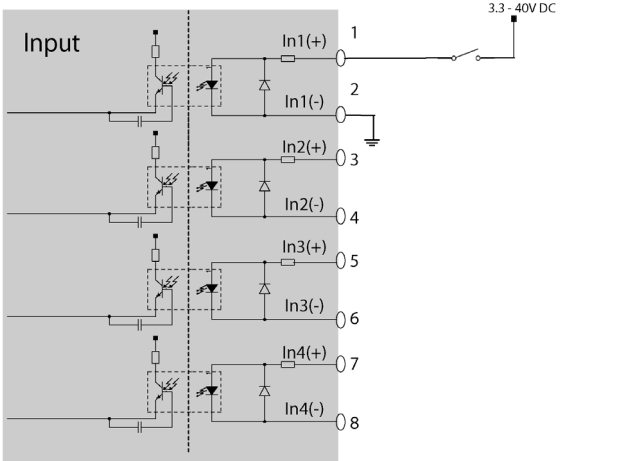 3.3 - 40V DC
Input
In1(+)
1
In1(-)
2
In2(+)
3
In2(-)
4
In3(+)
5
In3(-)
6
In4(+)
7
In4(-)
8